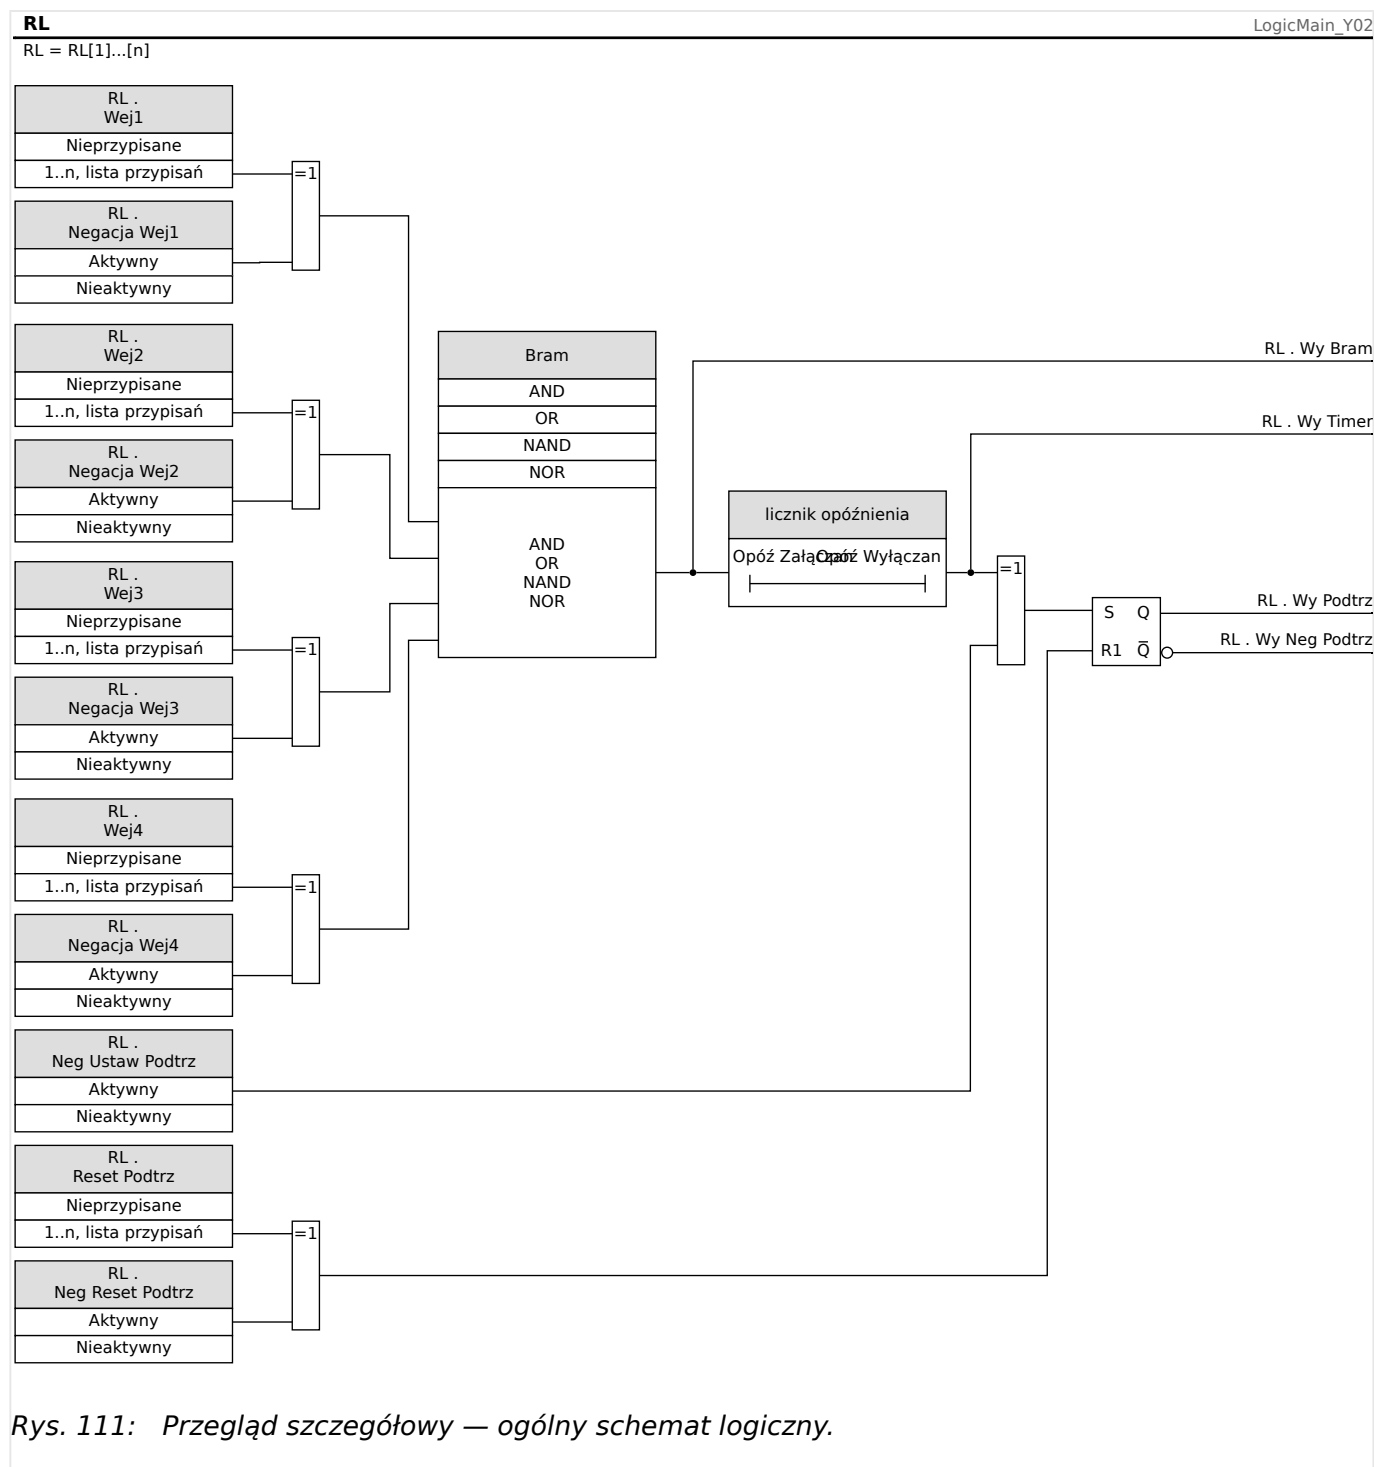 RL
LogicMain_Y02
RL = RL[1]...[n]
RL .
Wej1
Nieprzypisane
1..n, lista przypisań
=1
RL .
Negacja Wej1
Aktywny
Nieaktywny
RL .
Wej2
Nieprzypisane
1..n, lista przypisań
=1
RL .
Negacja Wej2
Aktywny
Nieaktywny
RL .
Wej3
Nieprzypisane
1..n, lista przypisań
=1
RL .
Negacja Wej3
Aktywny
Nieaktywny
RL .
Wej4
Nieprzypisane
1..n, lista przypisań
=1
RL .
Negacja Wej4
Aktywny
Nieaktywny
RL .
Neg Ustaw Podtrz
Aktywny
Nieaktywny
RL .
Reset Podtrz
Nieprzypisane
1..n, lista przypisań
=1
RL .
Neg Reset Podtrz
Aktywny
Nieaktywny
Bram
AND
OR
NAND
NOR
AND
OR
NAND
NOR
licznik opóźnienia
Opóź Załączan
Opóź Wyłączan
=1
S Q
R1 Q̅
RL . Wy Bram
RL . Wy Timer
RL . Wy Podtrz
RL . Wy Neg Podtrz
Rys. 111: Przegląd szczegółowy — ogólny schemat logiczny.